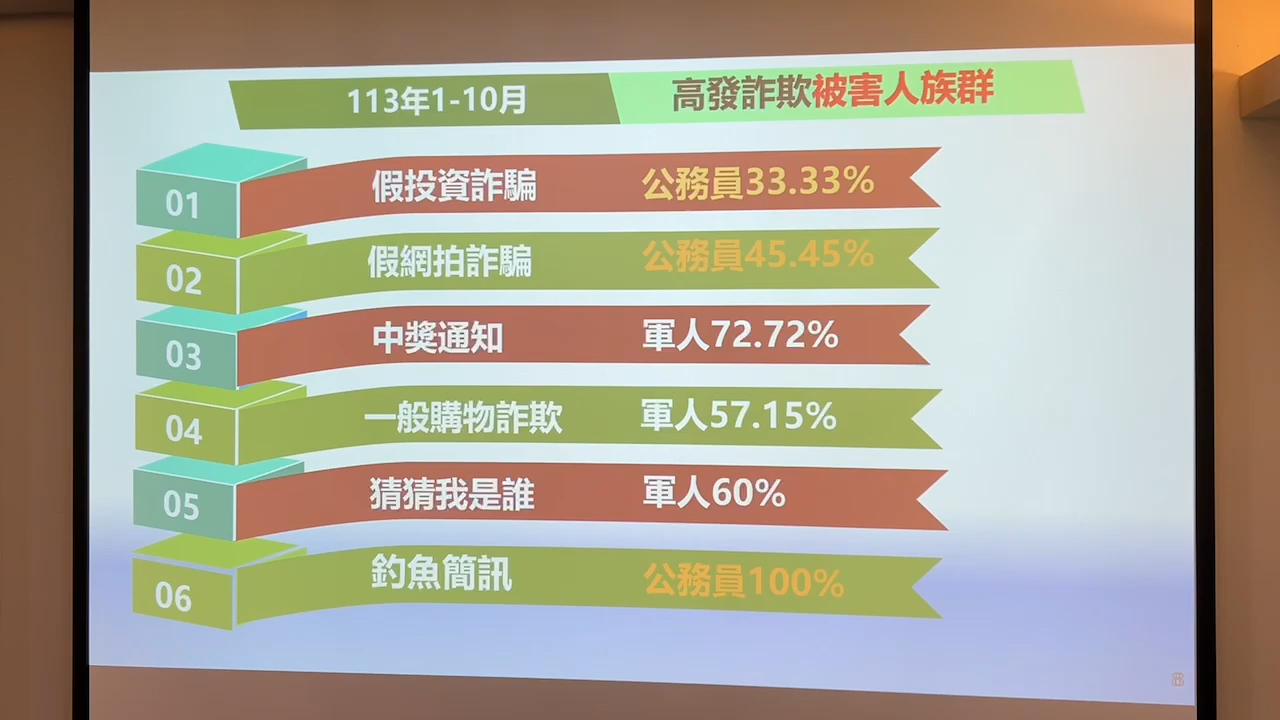 113年1-10月 高發詐欺被害人族群
01 假投資詐騙 公務員33.33%
02 假網拍詐騙 公務員45.45%
03 中獎通知 軍人72.72%
04 一般購物詐欺 軍人57.15%
05 猜猜我是誰 軍人60%
06 釣魚簡訊 公務員100%